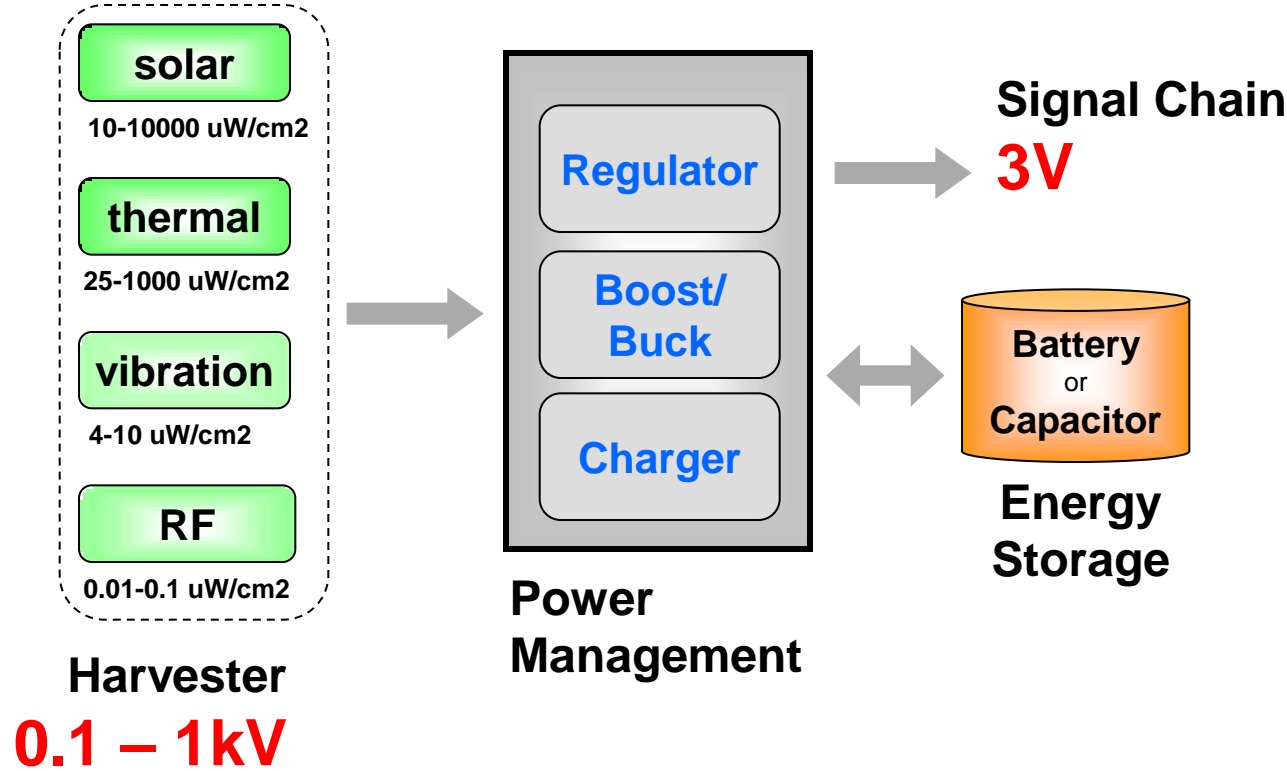 solar
10-10000 uW/cm2
thermal
25-1000 uW/cm2
vibration
4-10 uW/cm2
RF
0.01-0.1 uW/cm2
Harvester
0.1 – 1kV
Regulator
Boost/
Buck
Charger
Power
Management
Signal Chain
3V
Battery
or
Capacitor
Energy
Storage